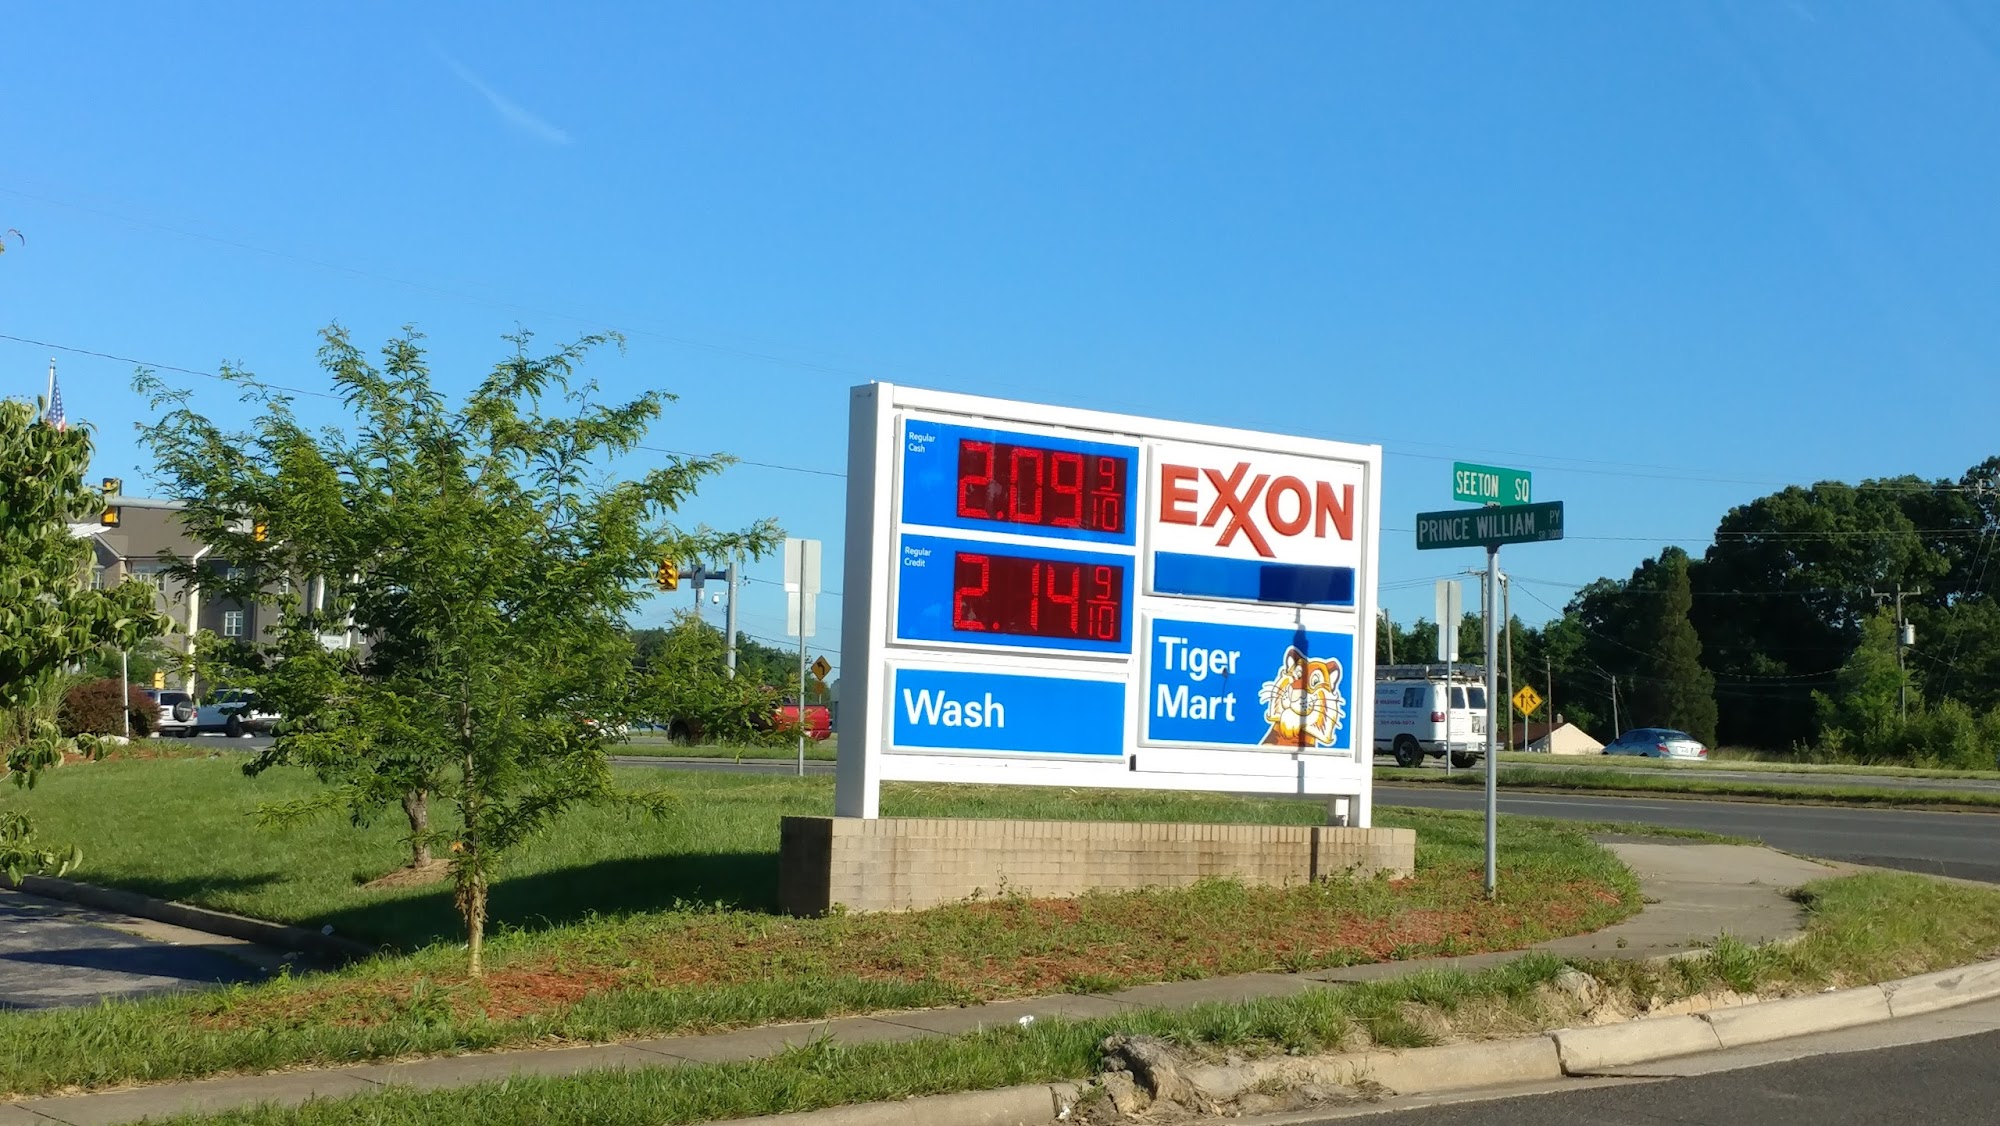 Regular
Cash
2.09 9/10
Regular
Credit
2.14 9/10
Wash
EXXON
Tiger
Mart
SEETON SQ
PRINCE WILLIAM PY